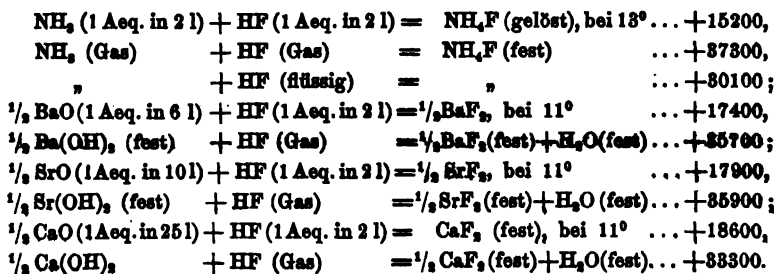 NH₃ (1 Aeq. in 2 l) + HF (1 Aeq. in 2 l) = NH₄F (gelöst), bei 13⁰ ... +15200,
NH₃ (Gas) + HF (Gas) = NH₄F (fest) ... +37300,
„ + HF (flüssig) = „ ... +30100;
¹/₂ BaO (1 Aeq. in 6 l) + HF (1 Aeq. in 2 l) = ¹/₂ BaF₂, bei 11⁰ ... +17400,
¹/₂ Ba(OH)₂ (fest) + HF (Gas) = ¹/₂ BaF₂ (fest) + H₂O (fest) ... +35700;
¹/₂ SrO (1 Aeq. in 10 l) + HF (1 Aeq. in 2 l) = ¹/₂ SrF₂, bei 11⁰ ... +17900,
¹/₂ Sr(OH)₂ (fest) + HF (Gas) = ¹/₂ SrF₂ (fest) + H₂O (fest) ... +35900;
¹/₂ CaO (1 Aeq. in 25 l) + HF (1 Aeq. in 2 l) = CaF₂ (fest), bei 11⁰ ... +18600,
¹/₂ Ca(OH)₂ + HF (Gas) = ¹/₂ CaF₂ (fest) + H₂O (fest) ... +33300.